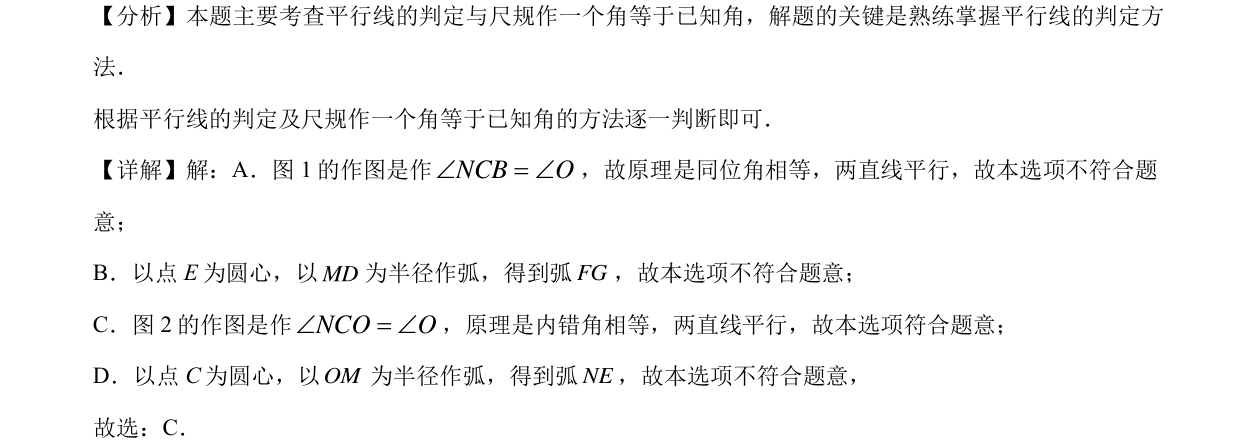 【分析】本题主要考查平行线的判定与尺规作一个角等于已知角，解题的关键是熟练掌握平行线的判定方
法．
根据平行线的判定及尺规作一个角等于已知角的方法逐一判断即可．
【详解】解：A．图 1 的作图是作∠NCB = ∠O，故原理是同位角相等，两直线平行，故本选项不符合题
意；
B．以点 E 为圆心，以 MD 为半径作弧，得到弧 FG，故本选项不符合题意；
C．图 2 的作图是作∠NCO = ∠O，原理是内错角相等，两直线平行，故本选项符合题意；
D．以点 C 为圆心，以 OM 为半径作弧，得到弧 NE，故本选项不符合题意，
故选：C．